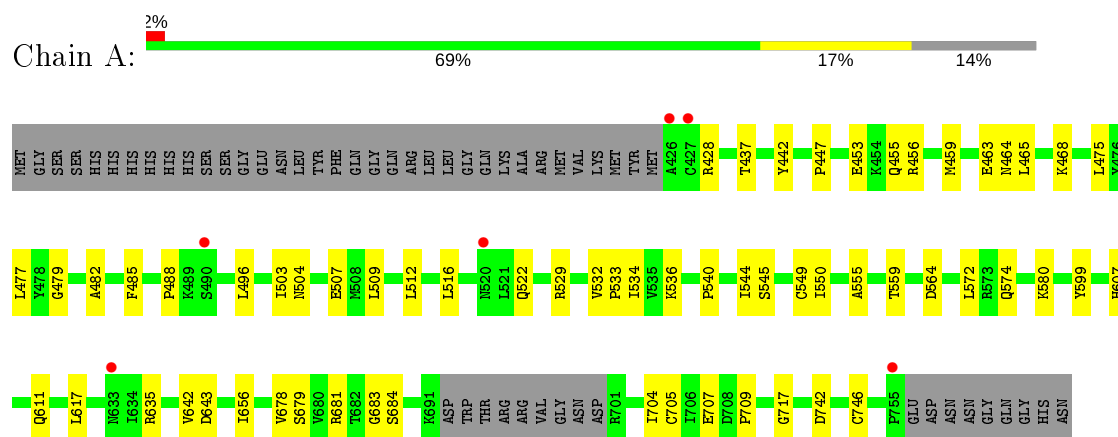 2%
Chain A:
69% 17% 14%
MET GLY SER SER HIS HIS HIS HIS HIS HIS SER SER GLY GLU ASN LEU TYR PHE GLN GLY GLN ARG LEU LEU GLY GLN LYS ALA ARG MET VAL LYS MET TYR MET A426 C427 R428 T437 Y442 P447 E453 K454 Q455 R456 M459 E463 N464 L465 K468 L475 Y476
L477 Y478 G479 A482 F485 P488 K489 S490 L496 I503 N504 E507 M508 L509 L512 L516 N520 L521 Q522 R529 V532 P533 I534 V535 K536 P540 I544 S545 C549 I550 A555 T559 D564 L572 R573 Q574 K580 Y599 H607
Q611 L617 N633 I634 R635 V642 D643 I656 V678 S679 V680 R681 T682 G683 S684 K691 ASP TRP THR ARG ARG VAL GLY ASN ASP R701 I704 C705 I706 E707 D708 P709 G717 D742 C746 P755 GLU ASP ASN ASN GLY GLN GLY HIS ASN